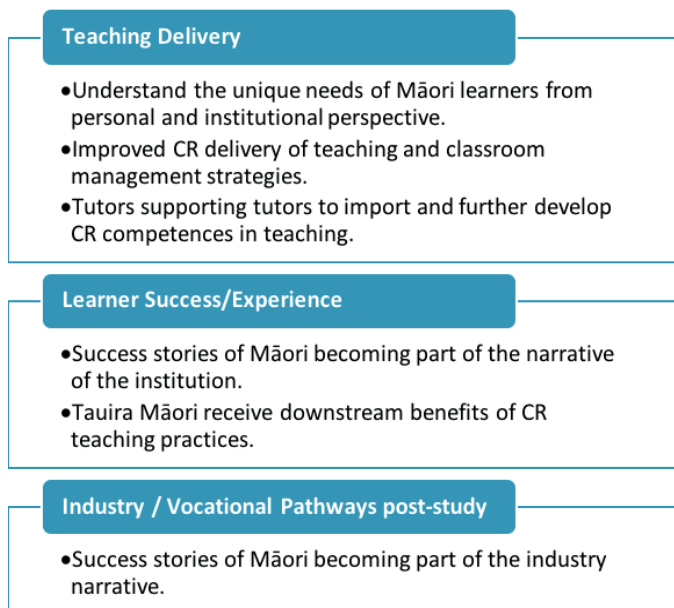 Teaching Delivery
•Understand the unique needs of Māori learners from
personal and institutional perspective.
•Improved CR delivery of teaching and classroom
management strategies.
•Tutors supporting tutors to import and further develop
CR competences in teaching.
Learner Success/Experience
•Success stories of Māori becoming part of the narrative
of the institution.
•Tauira Māori receive downstream benefits of CR
teaching practices.
Industry / Vocational Pathways post-study
•Success stories of Māori becoming part of the industry
narrative.